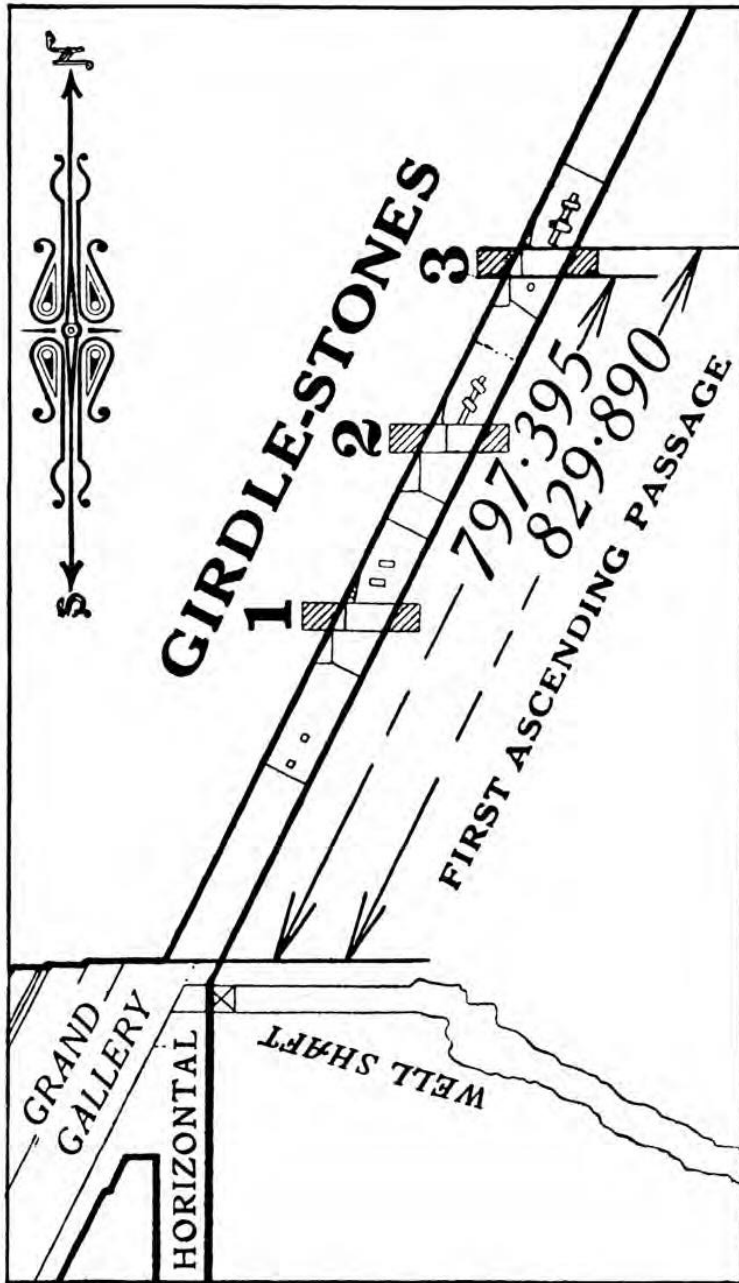 S
N
GIRDLE-STONES
1
2
3
797·395
829·890
FIRST ASCENDING PASSAGE
GRAND
GALLERY
HORIZONTAL
WELL SHAFT